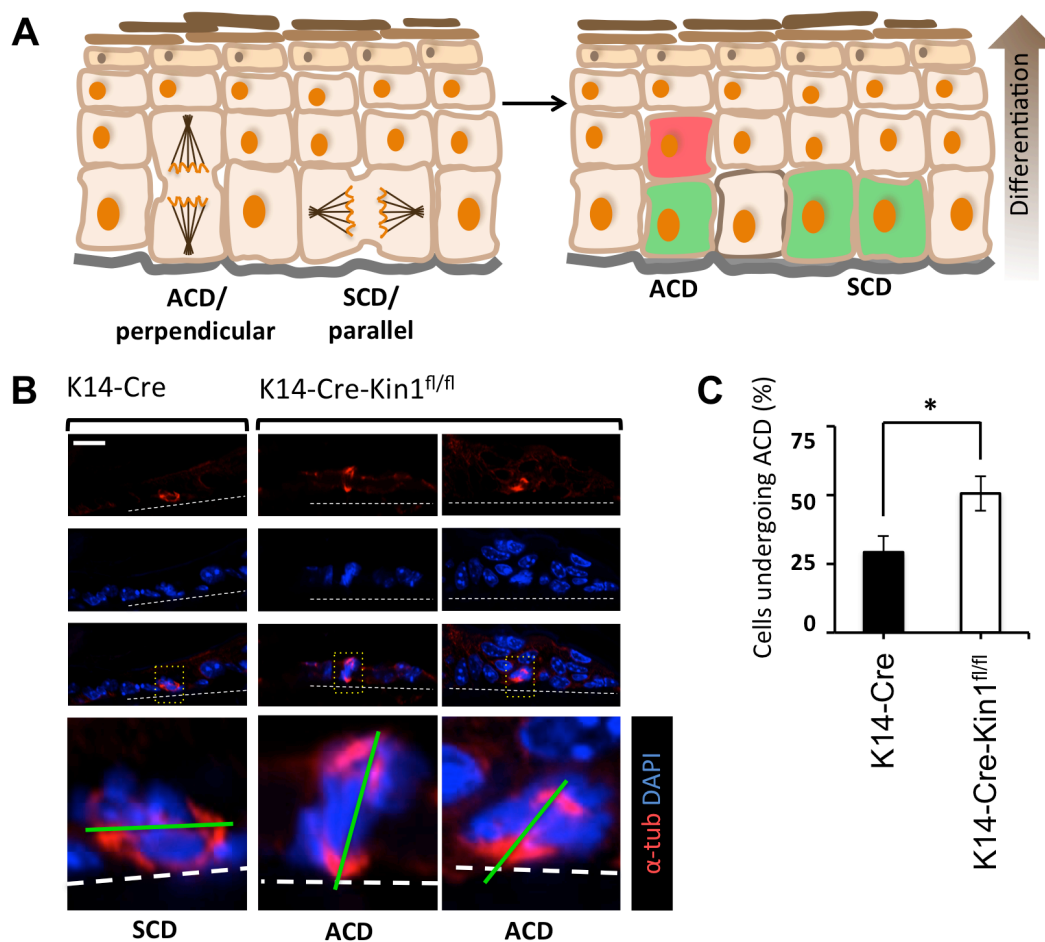 A
ACD/
perpendicular
SCD/
parallel
ACD
SCD
Differentiation
B
K14-Cre
K14-Cre-Kin1fl/fl
SCD
ACD
ACD
α-tub DAPI
C
Cells undergoing ACD (%)
75
50
25
0
*
K14-Cre
K14-Cre-Kin1fl/fl